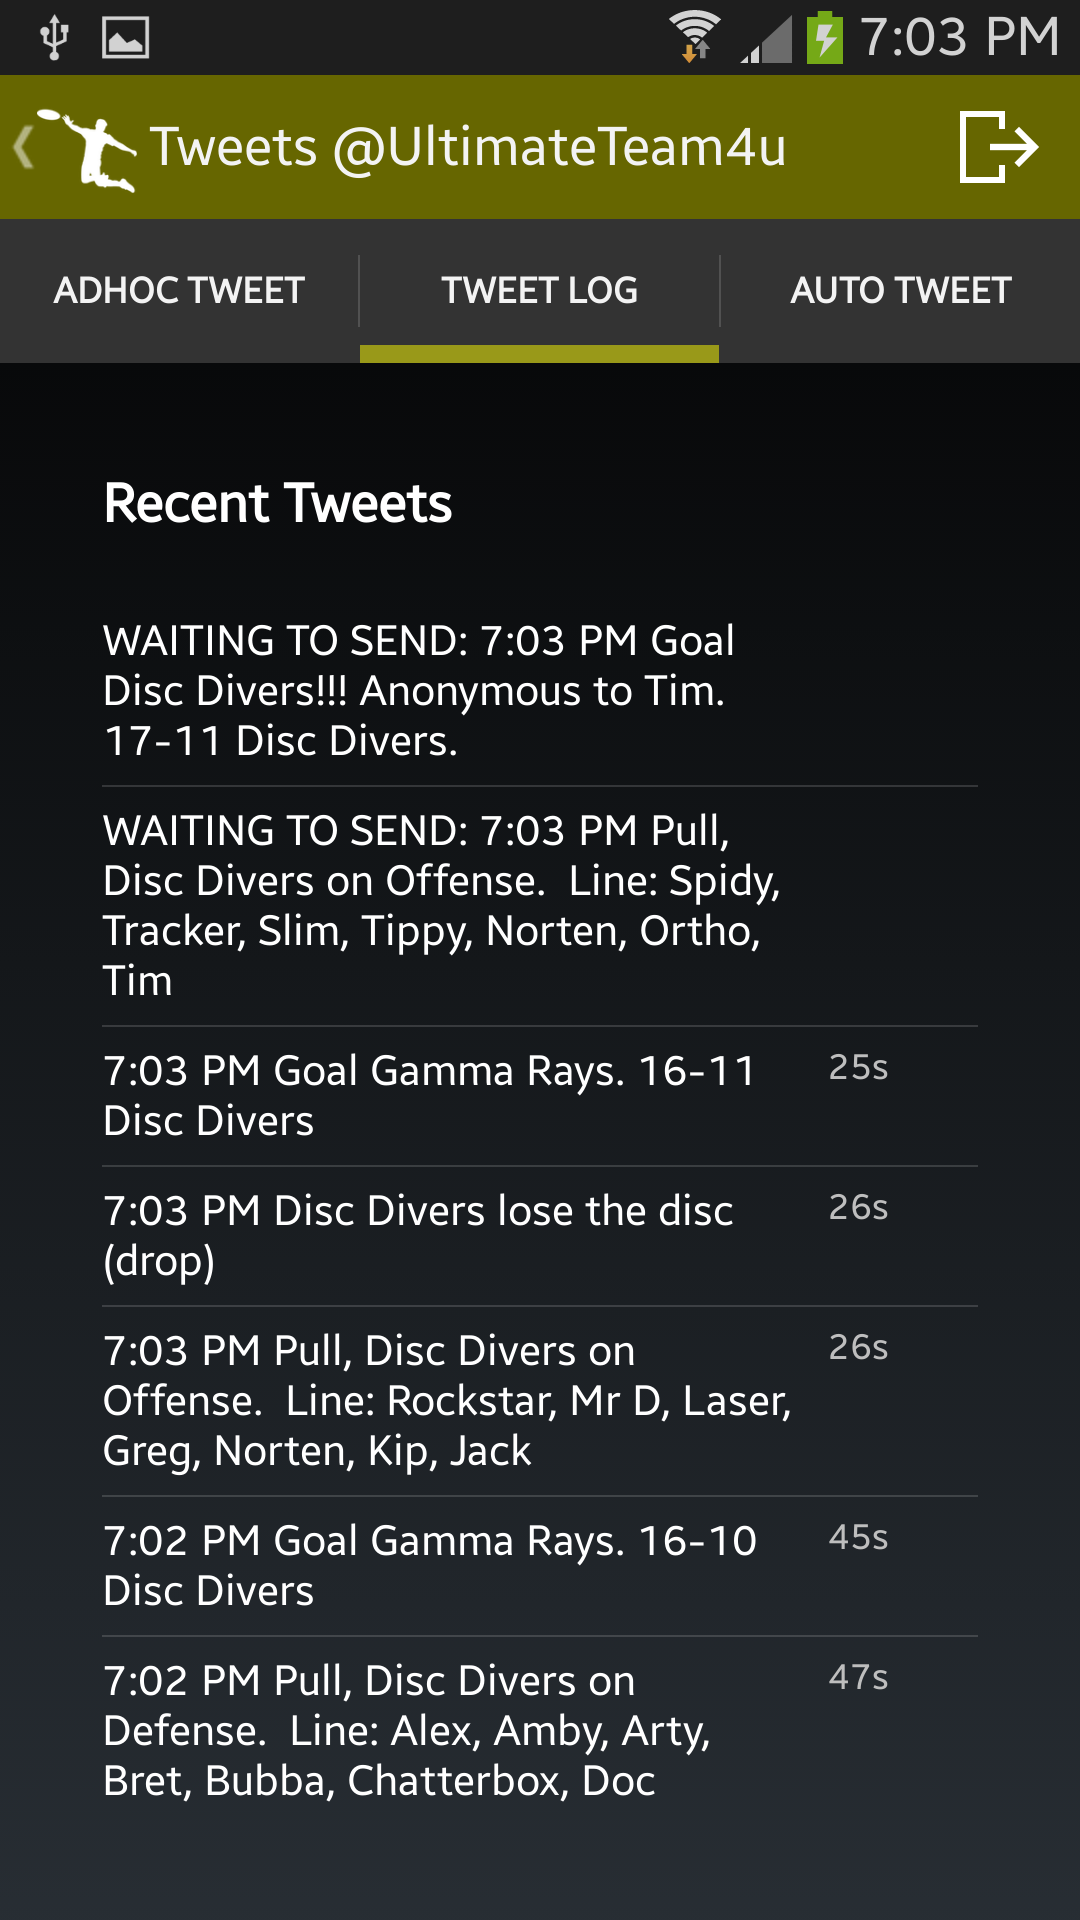 7:03 PM
Tweets @UltimateTeam4u
ADHOC TWEET
TWEET LOG
AUTO TWEET
Recent Tweets
WAITING TO SEND: 7:03 PM Goal
Disc Divers!!! Anonymous to Tim.
17-11 Disc Divers.
WAITING TO SEND: 7:03 PM Pull,
Disc Divers on Offense.  Line: Spidy,
Tracker, Slim, Tippy, Norten, Ortho,
Tim
7:03 PM Goal Gamma Rays. 16-11
Disc Divers
25s
7:03 PM Disc Divers lose the disc
(drop)
26s
7:03 PM Pull, Disc Divers on
Offense.  Line: Rockstar, Mr D, Laser,
Greg, Norten, Kip, Jack
26s
7:02 PM Goal Gamma Rays. 16-10
Disc Divers
45s
7:02 PM Pull, Disc Divers on
Defense.  Line: Alex, Amby, Arty,
Bret, Bubba, Chatterbox, Doc
47s